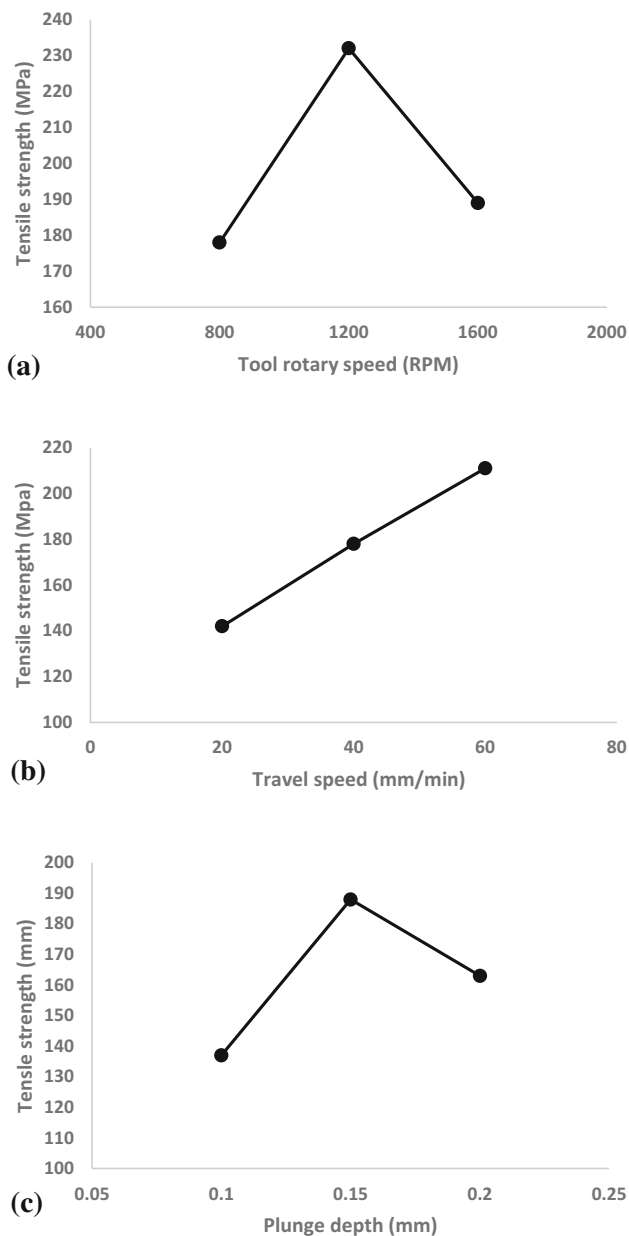 240
230
220
210
200
190
180
170
160
Tensile strength (MPa)
400 800 1200 1600 2000
Tool rotary speed (RPM)
(a)
220
200
180
160
140
120
100
Tensile strength (Mpa)
0 20 40 60 80
Travel speed (mm/min)
(b)
200
190
180
170
160
150
140
130
120
110
100
Tensle strength (mm)
0.05 0.1 0.15 0.2 0.25
Plunge depth (mm)
(c)